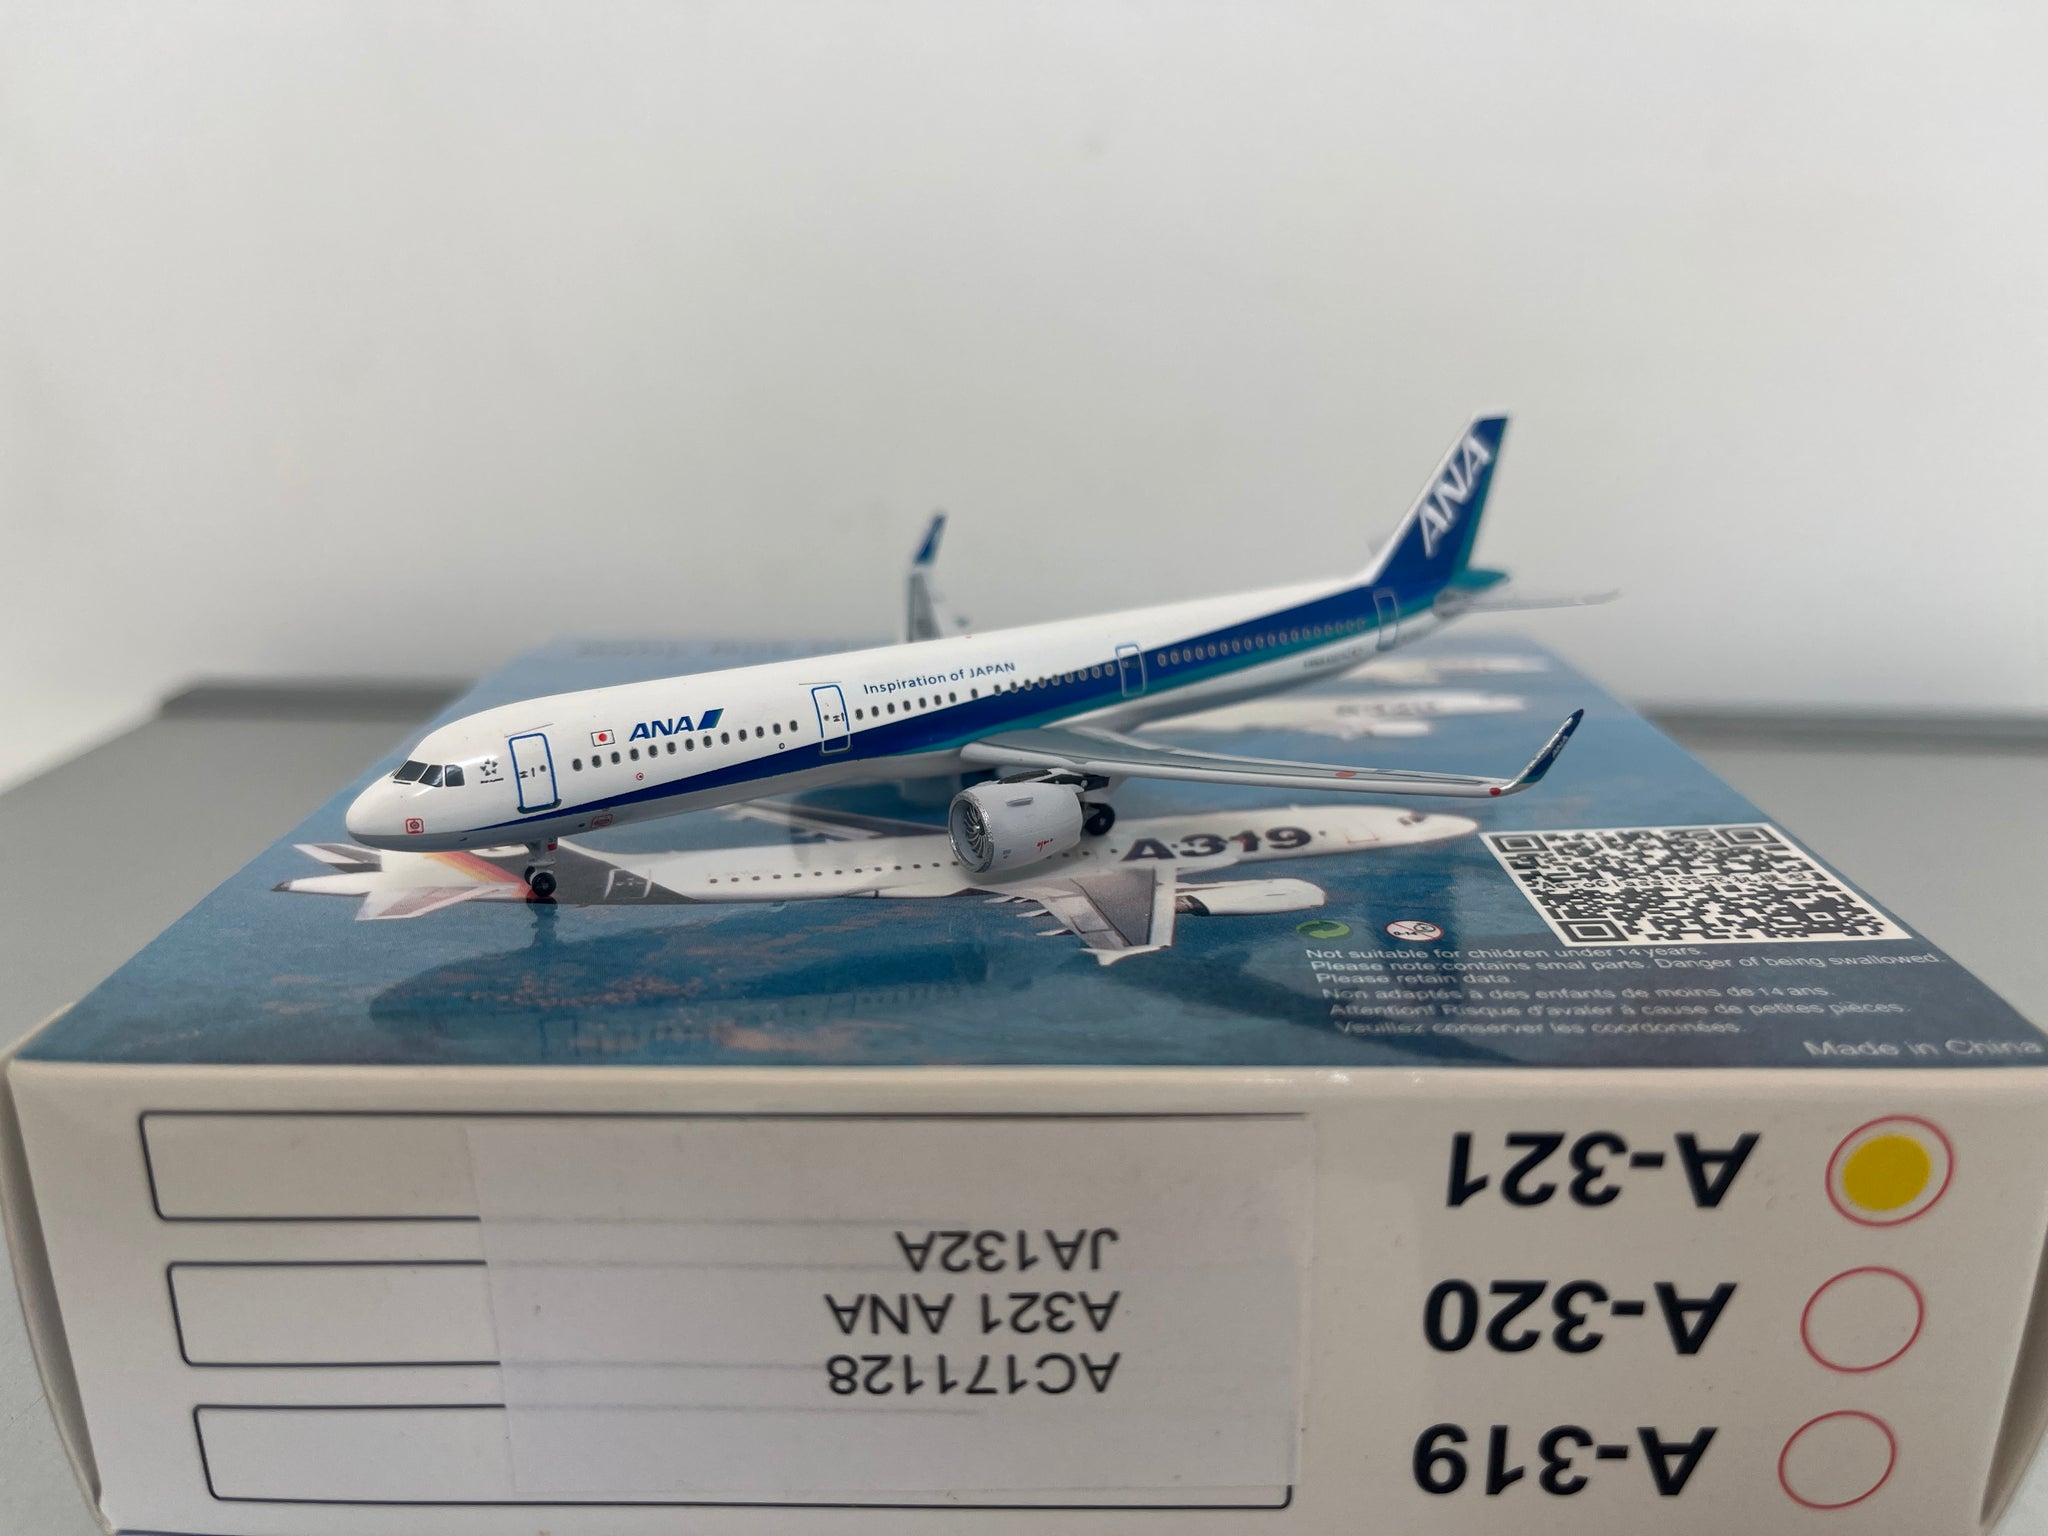 ANA
ANA
Inspiration of JAPAN
ANA
A319
Not suitable for children under 14 years.
Please note:contains smal parts. Danger of being swallowed.
Please retain data.
Non adaptés à des enfants de moins de 14 ans.
Attention! Risque d'avaler à cause de petites pièces.
Veuillez conserver les coordonnées
Made in China
A-319
A-320
A-321
AC171128
A321 ANA
JA132A